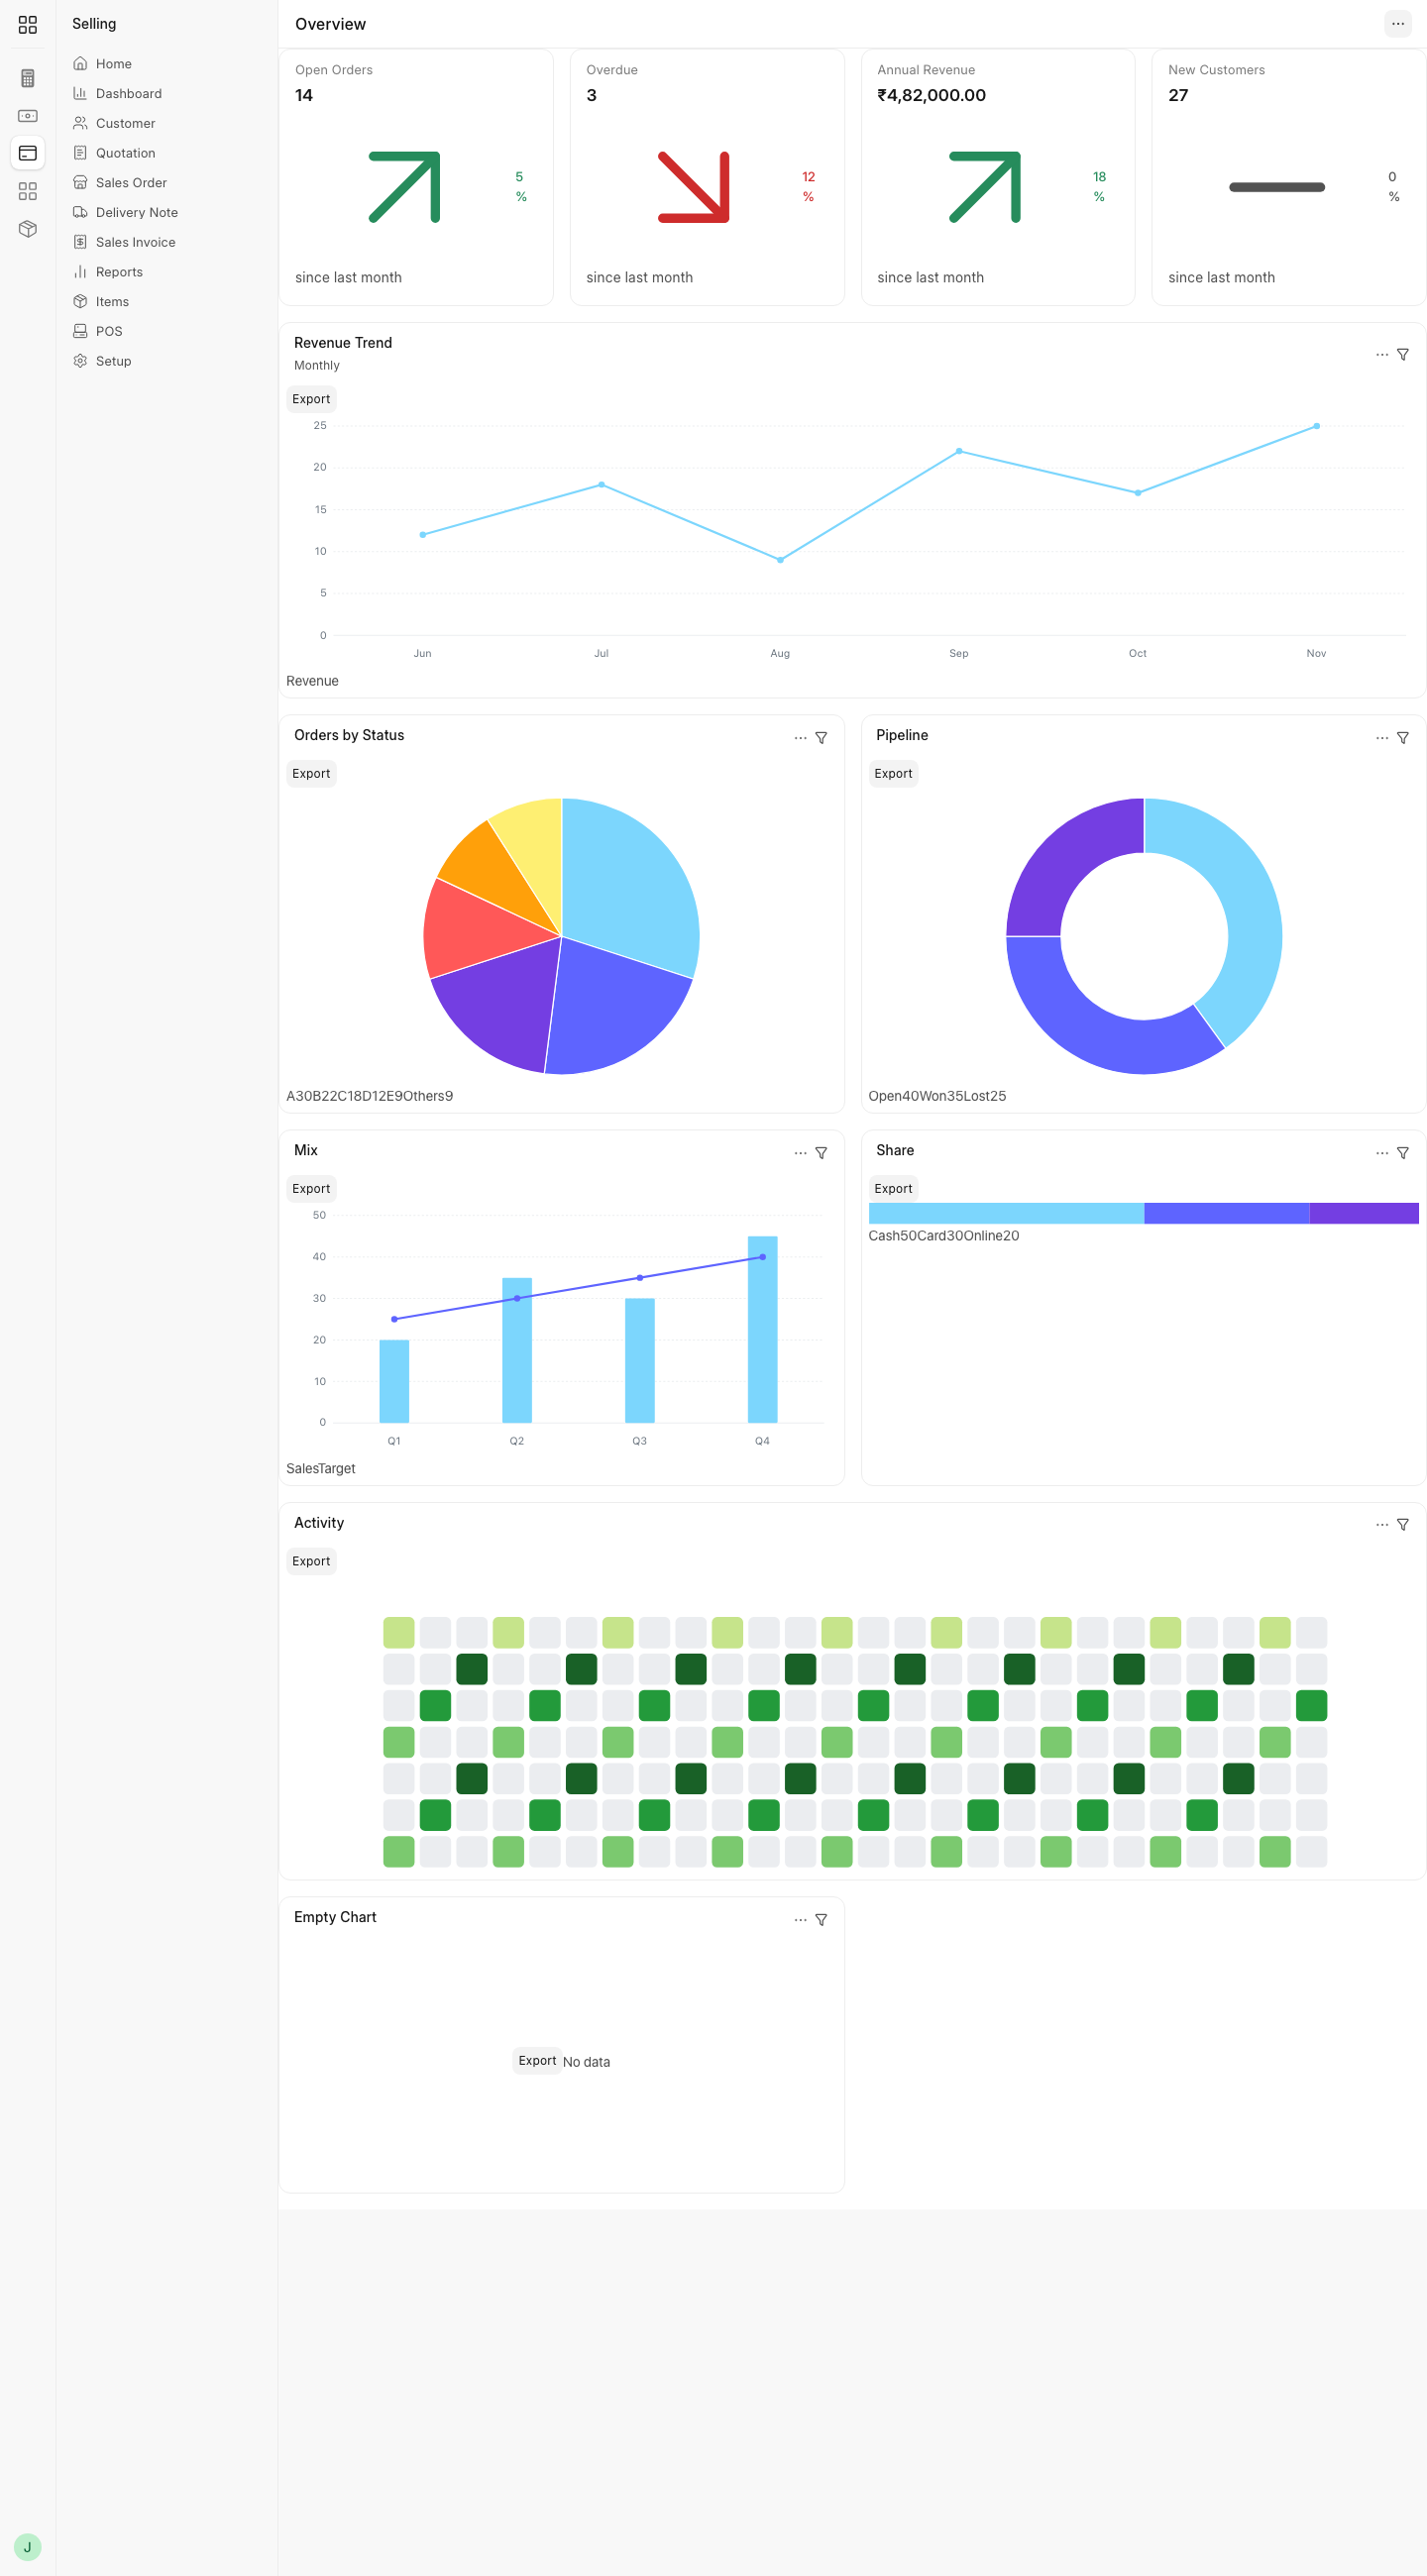 Selling
Home
Dashboard
Customer
Quotation
Sales Order
Delivery Note
Sales Invoice
Reports
Items
POS
Setup
J
Overview
Open Orders
14
5
%
since last month
Overdue
3
12
%
since last month
Annual Revenue
₹4,82,000.00
18
%
since last month
New Customers
27
0
%
since last month
Revenue Trend
Monthly
Export
25
20
15
10
5
0
Jun Jul Aug Sep Oct Nov
Revenue
Orders by Status
Export
A30B22C18D12E9Others9
Pipeline
Export
Open40Won35Lost25
Mix
Export
50
40
30
20
10
0
Q1 Q2 Q3 Q4
SalesTarget
Share
Export
Cash50Card30Online20
Activity
Export
Empty Chart
Export No data